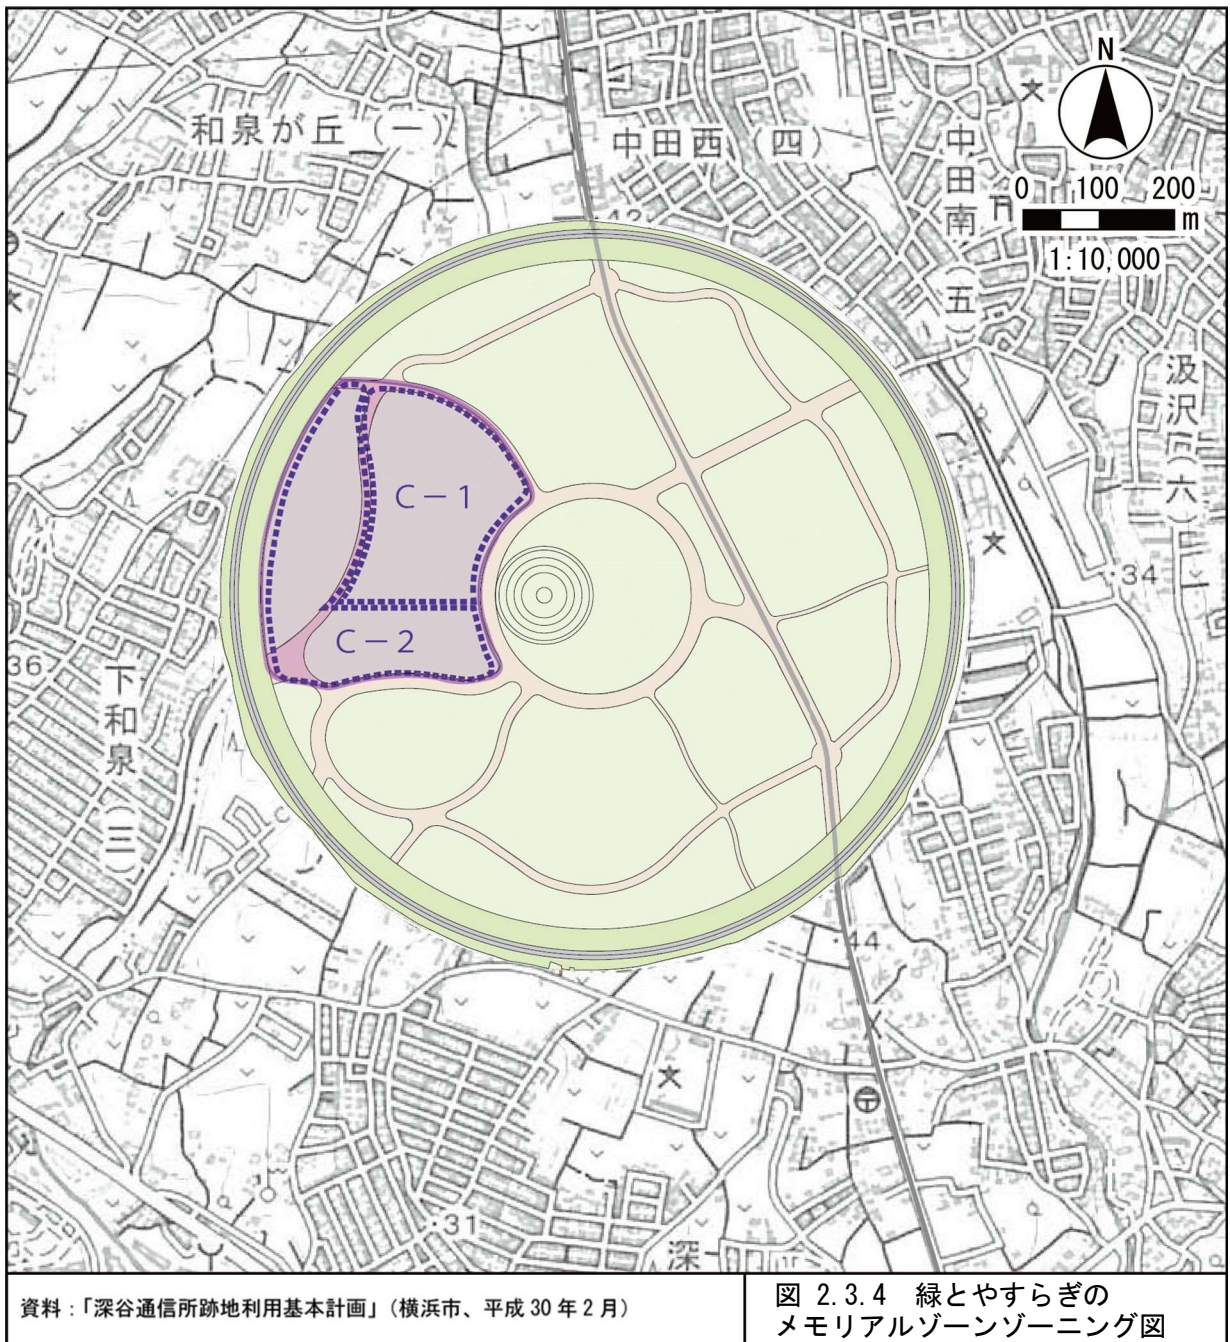 N
0 100 200
m
1:10,000
和泉が丘（一）
中田西（四）
中田南（五）
汲沢（六）
下和泉（三）
C－1
C－2
42
34
36
44
31
深
資料：「深谷通信所跡地利用基本計画」（横浜市、平成30年2月）
図 2.3.4 緑とやすらぎの
メモリアルゾーンゾーニング図